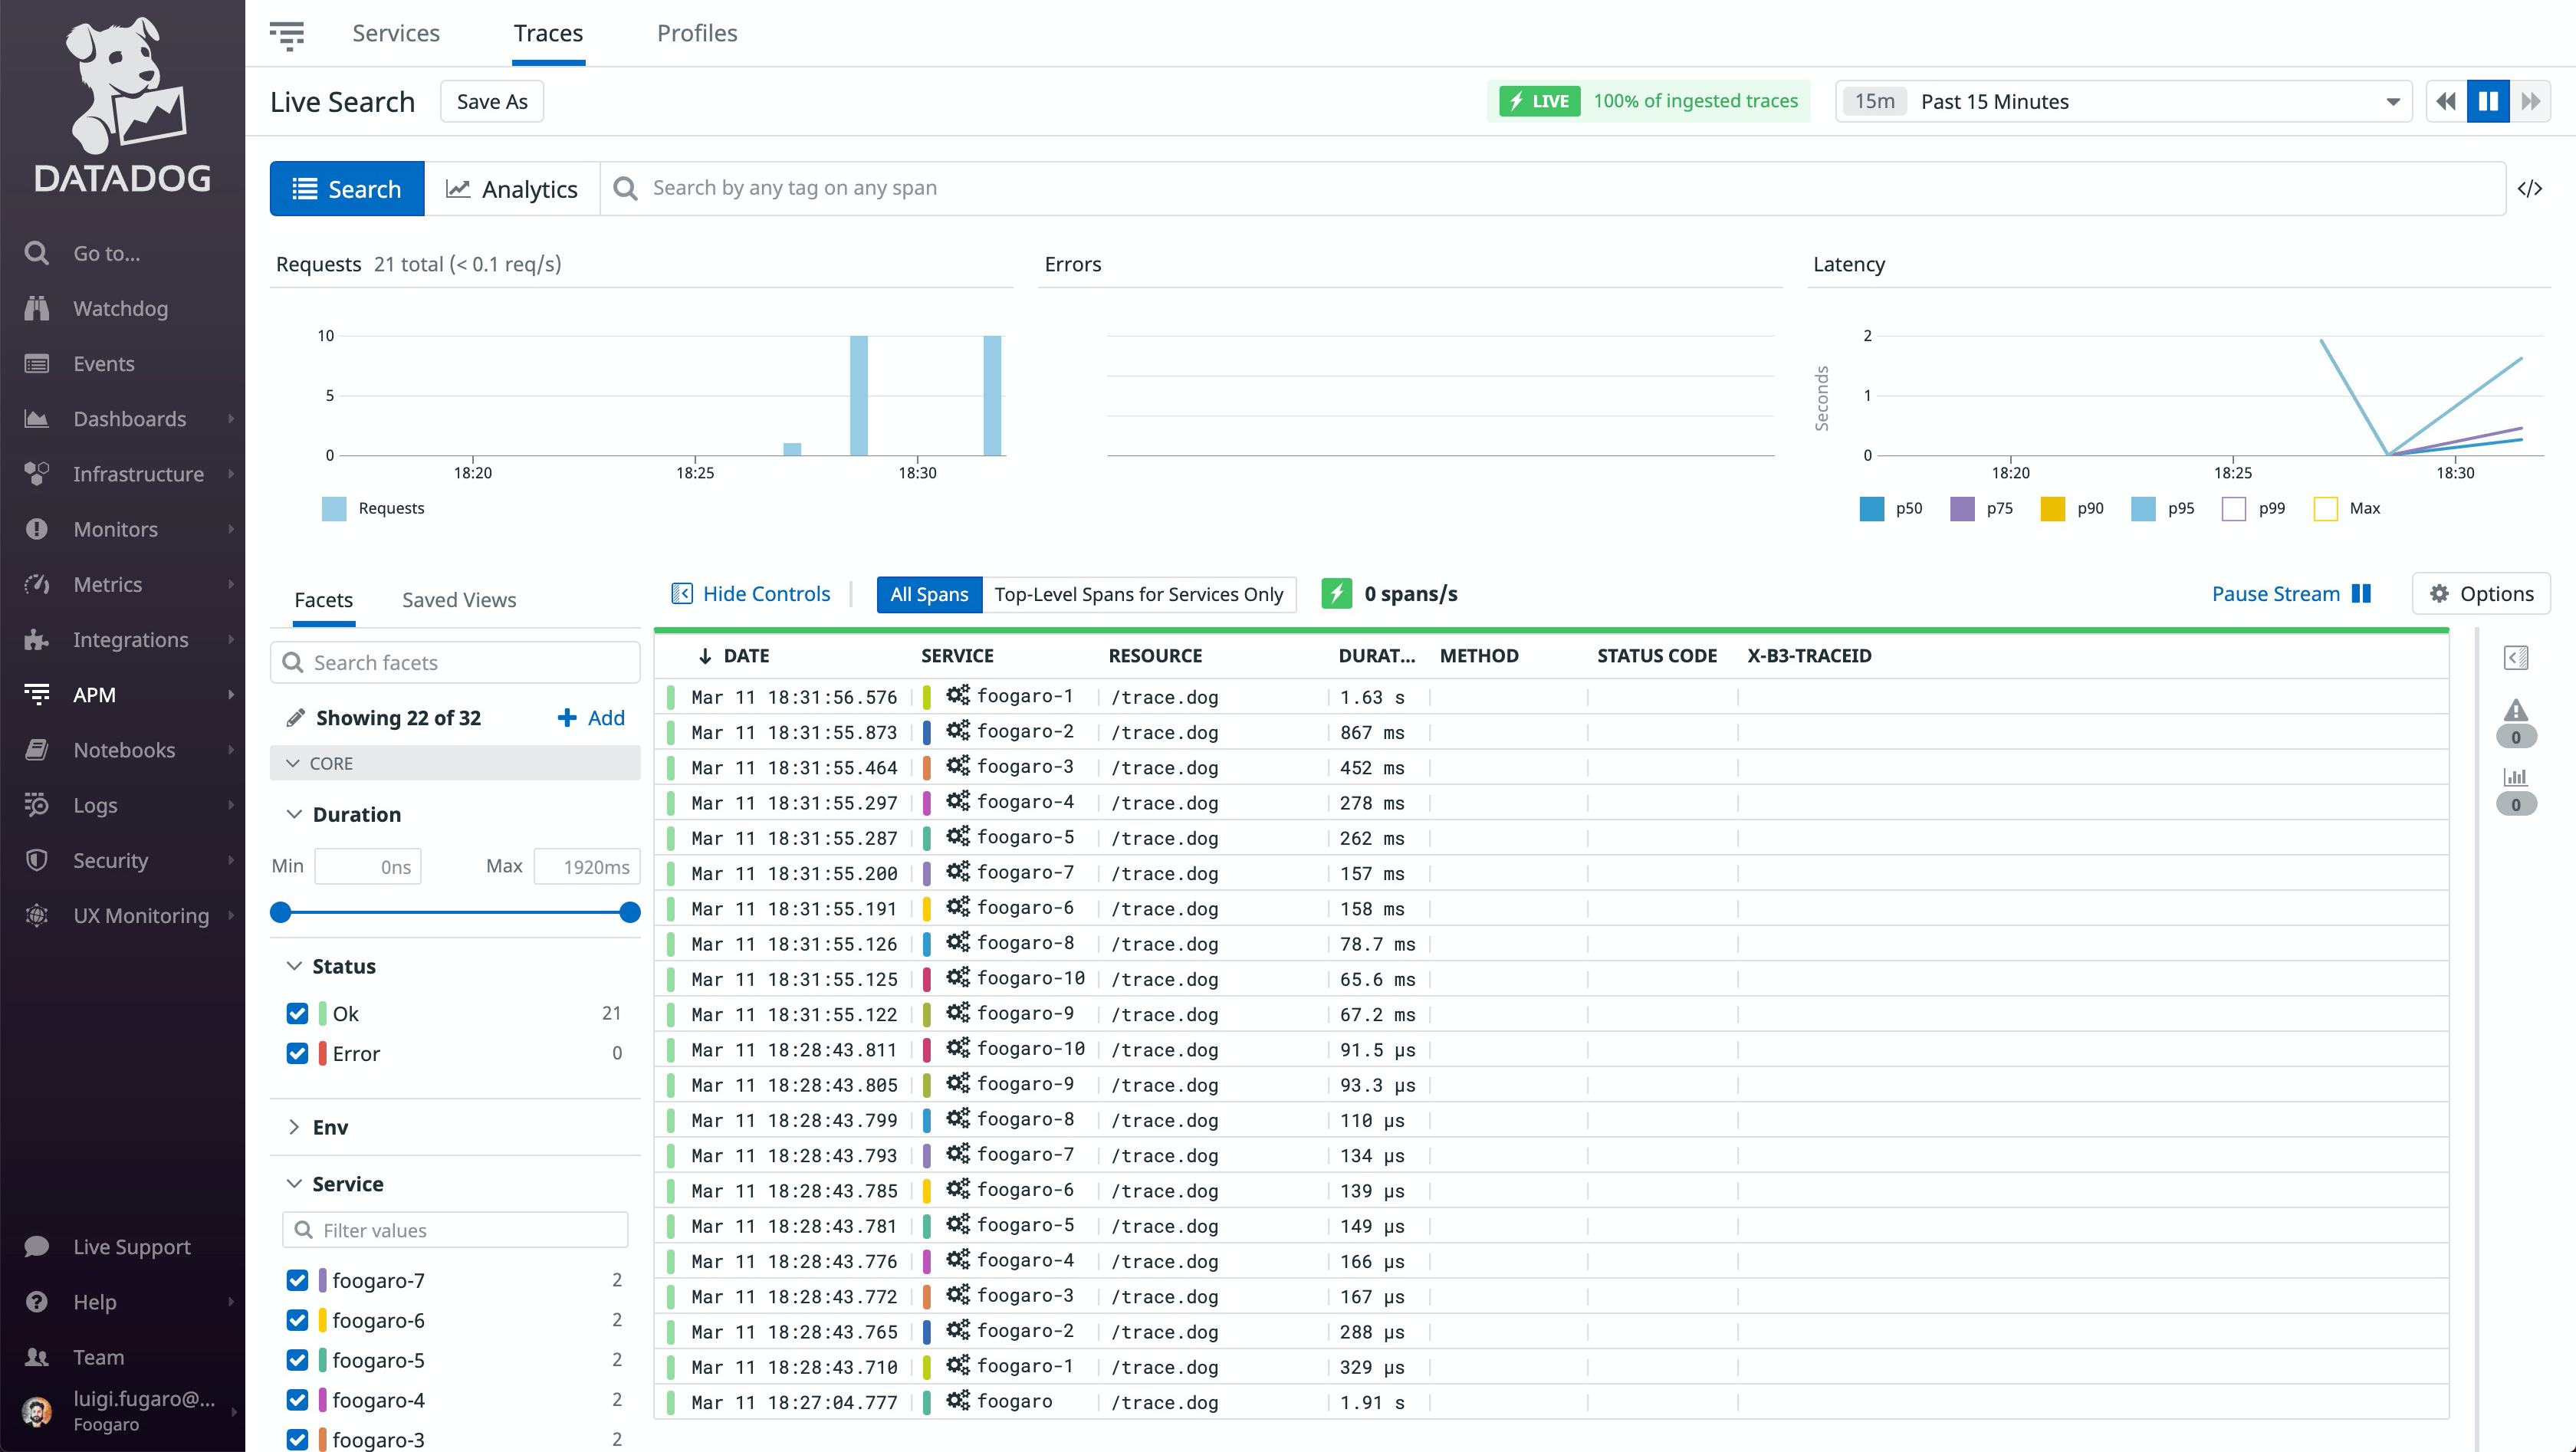 DATADOG
Go to...
Watchdog
Events
Dashboards
Infrastructure
Monitors
Metrics
Integrations
APM
Notebooks
Logs
Security
UX Monitoring
Live Support
Help
Team
luigi.fugaro@...
Foogaro
Services Traces Profiles
Live Search Save As LIVE 100% of ingested traces 15m Past 15 Minutes
Search Analytics Search by any tag on any span </>
Requests 21 total (< 0.1 req/s)
10
5
0
18:20 18:25 18:30
Requests
Errors
Latency
Seconds
2
1
0
18:20 18:25 18:30
p50 p75 p90 p95 p99 Max
Facets Saved Views
Search facets
Showing 22 of 32 + Add
CORE
Duration
Min 0ns Max 1920ms
Status
Ok 21
Error 0
Env
Service
Filter values
foogaro-7 2
foogaro-6 2
foogaro-5 2
foogaro-4 2
foogaro-3 2
Hide Controls All Spans Top-Level Spans for Services Only 0 spans/s Pause Stream Options
DATE SERVICE RESOURCE DURAT... METHOD STATUS CODE X-B3-TRACEID
Mar 11 18:31:56.576 foogaro-1 /trace.dog 1.63 s
Mar 11 18:31:55.873 foogaro-2 /trace.dog 867 ms
Mar 11 18:31:55.464 foogaro-3 /trace.dog 452 ms
Mar 11 18:31:55.297 foogaro-4 /trace.dog 278 ms
Mar 11 18:31:55.287 foogaro-5 /trace.dog 262 ms
Mar 11 18:31:55.200 foogaro-7 /trace.dog 157 ms
Mar 11 18:31:55.191 foogaro-6 /trace.dog 158 ms
Mar 11 18:31:55.126 foogaro-8 /trace.dog 78.7 ms
Mar 11 18:31:55.125 foogaro-10 /trace.dog 65.6 ms
Mar 11 18:31:55.122 foogaro-9 /trace.dog 67.2 ms
Mar 11 18:28:43.811 foogaro-10 /trace.dog 91.5 µs
Mar 11 18:28:43.805 foogaro-9 /trace.dog 93.3 µs
Mar 11 18:28:43.799 foogaro-8 /trace.dog 110 µs
Mar 11 18:28:43.793 foogaro-7 /trace.dog 134 µs
Mar 11 18:28:43.785 foogaro-6 /trace.dog 139 µs
Mar 11 18:28:43.781 foogaro-5 /trace.dog 149 µs
Mar 11 18:28:43.776 foogaro-4 /trace.dog 166 µs
Mar 11 18:28:43.772 foogaro-3 /trace.dog 167 µs
Mar 11 18:28:43.765 foogaro-2 /trace.dog 288 µs
Mar 11 18:28:43.710 foogaro-1 /trace.dog 329 µs
Mar 11 18:27:04.777 foogaro /trace.dog 1.91 s
0
0